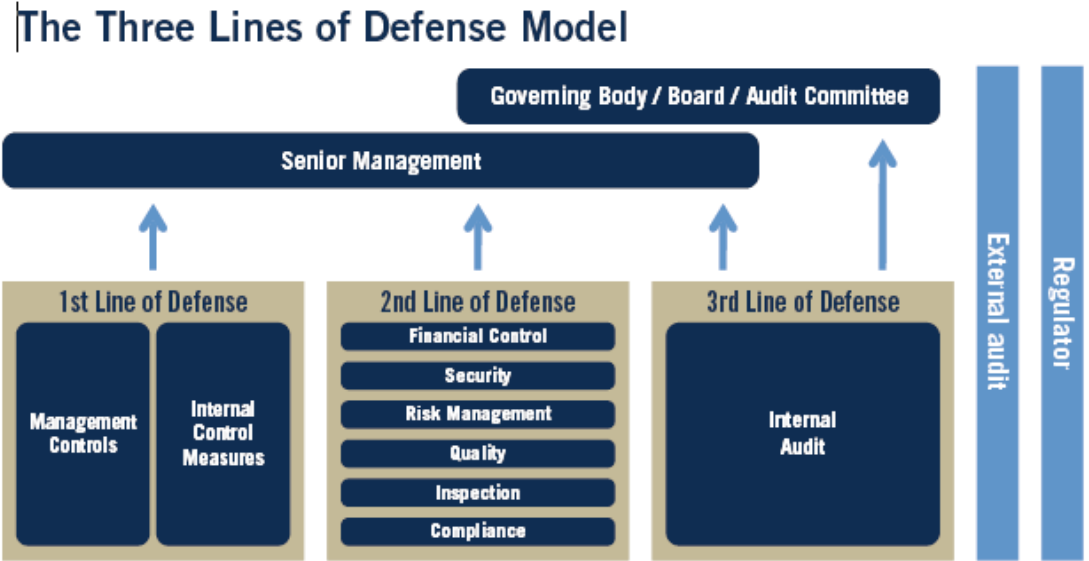 The Three Lines of Defense Model
Governing Body / Board / Audit Committee
Senior Management
1st Line of Defense
Management
Controls
Internal
Control
Measures
2nd Line of Defense
Financial Control
Security
Risk Management
Quality
Inspection
Compliance
3rd Line of Defense
Internal
Audit
External audit
Regulator